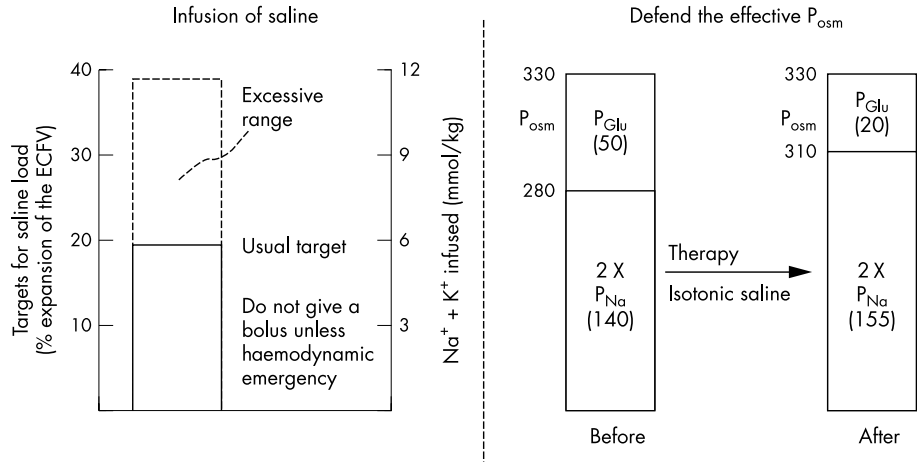 Infusion of saline
Targets for saline load
(% expansion of the ECFV)
40
30
20
10
Excessive
range
Usual target
Do not give a
bolus unless
haemodynamic
emergency
12
9
6
3
Na+ + K+ infused (mmol/kg)
Defend the effective Posm
330
Posm
280
PGlu
(50)
2 X
PNa
(140)
Before
Therapy
Isotonic saline
330
Posm
310
PGlu
(20)
2 X
PNa
(155)
After